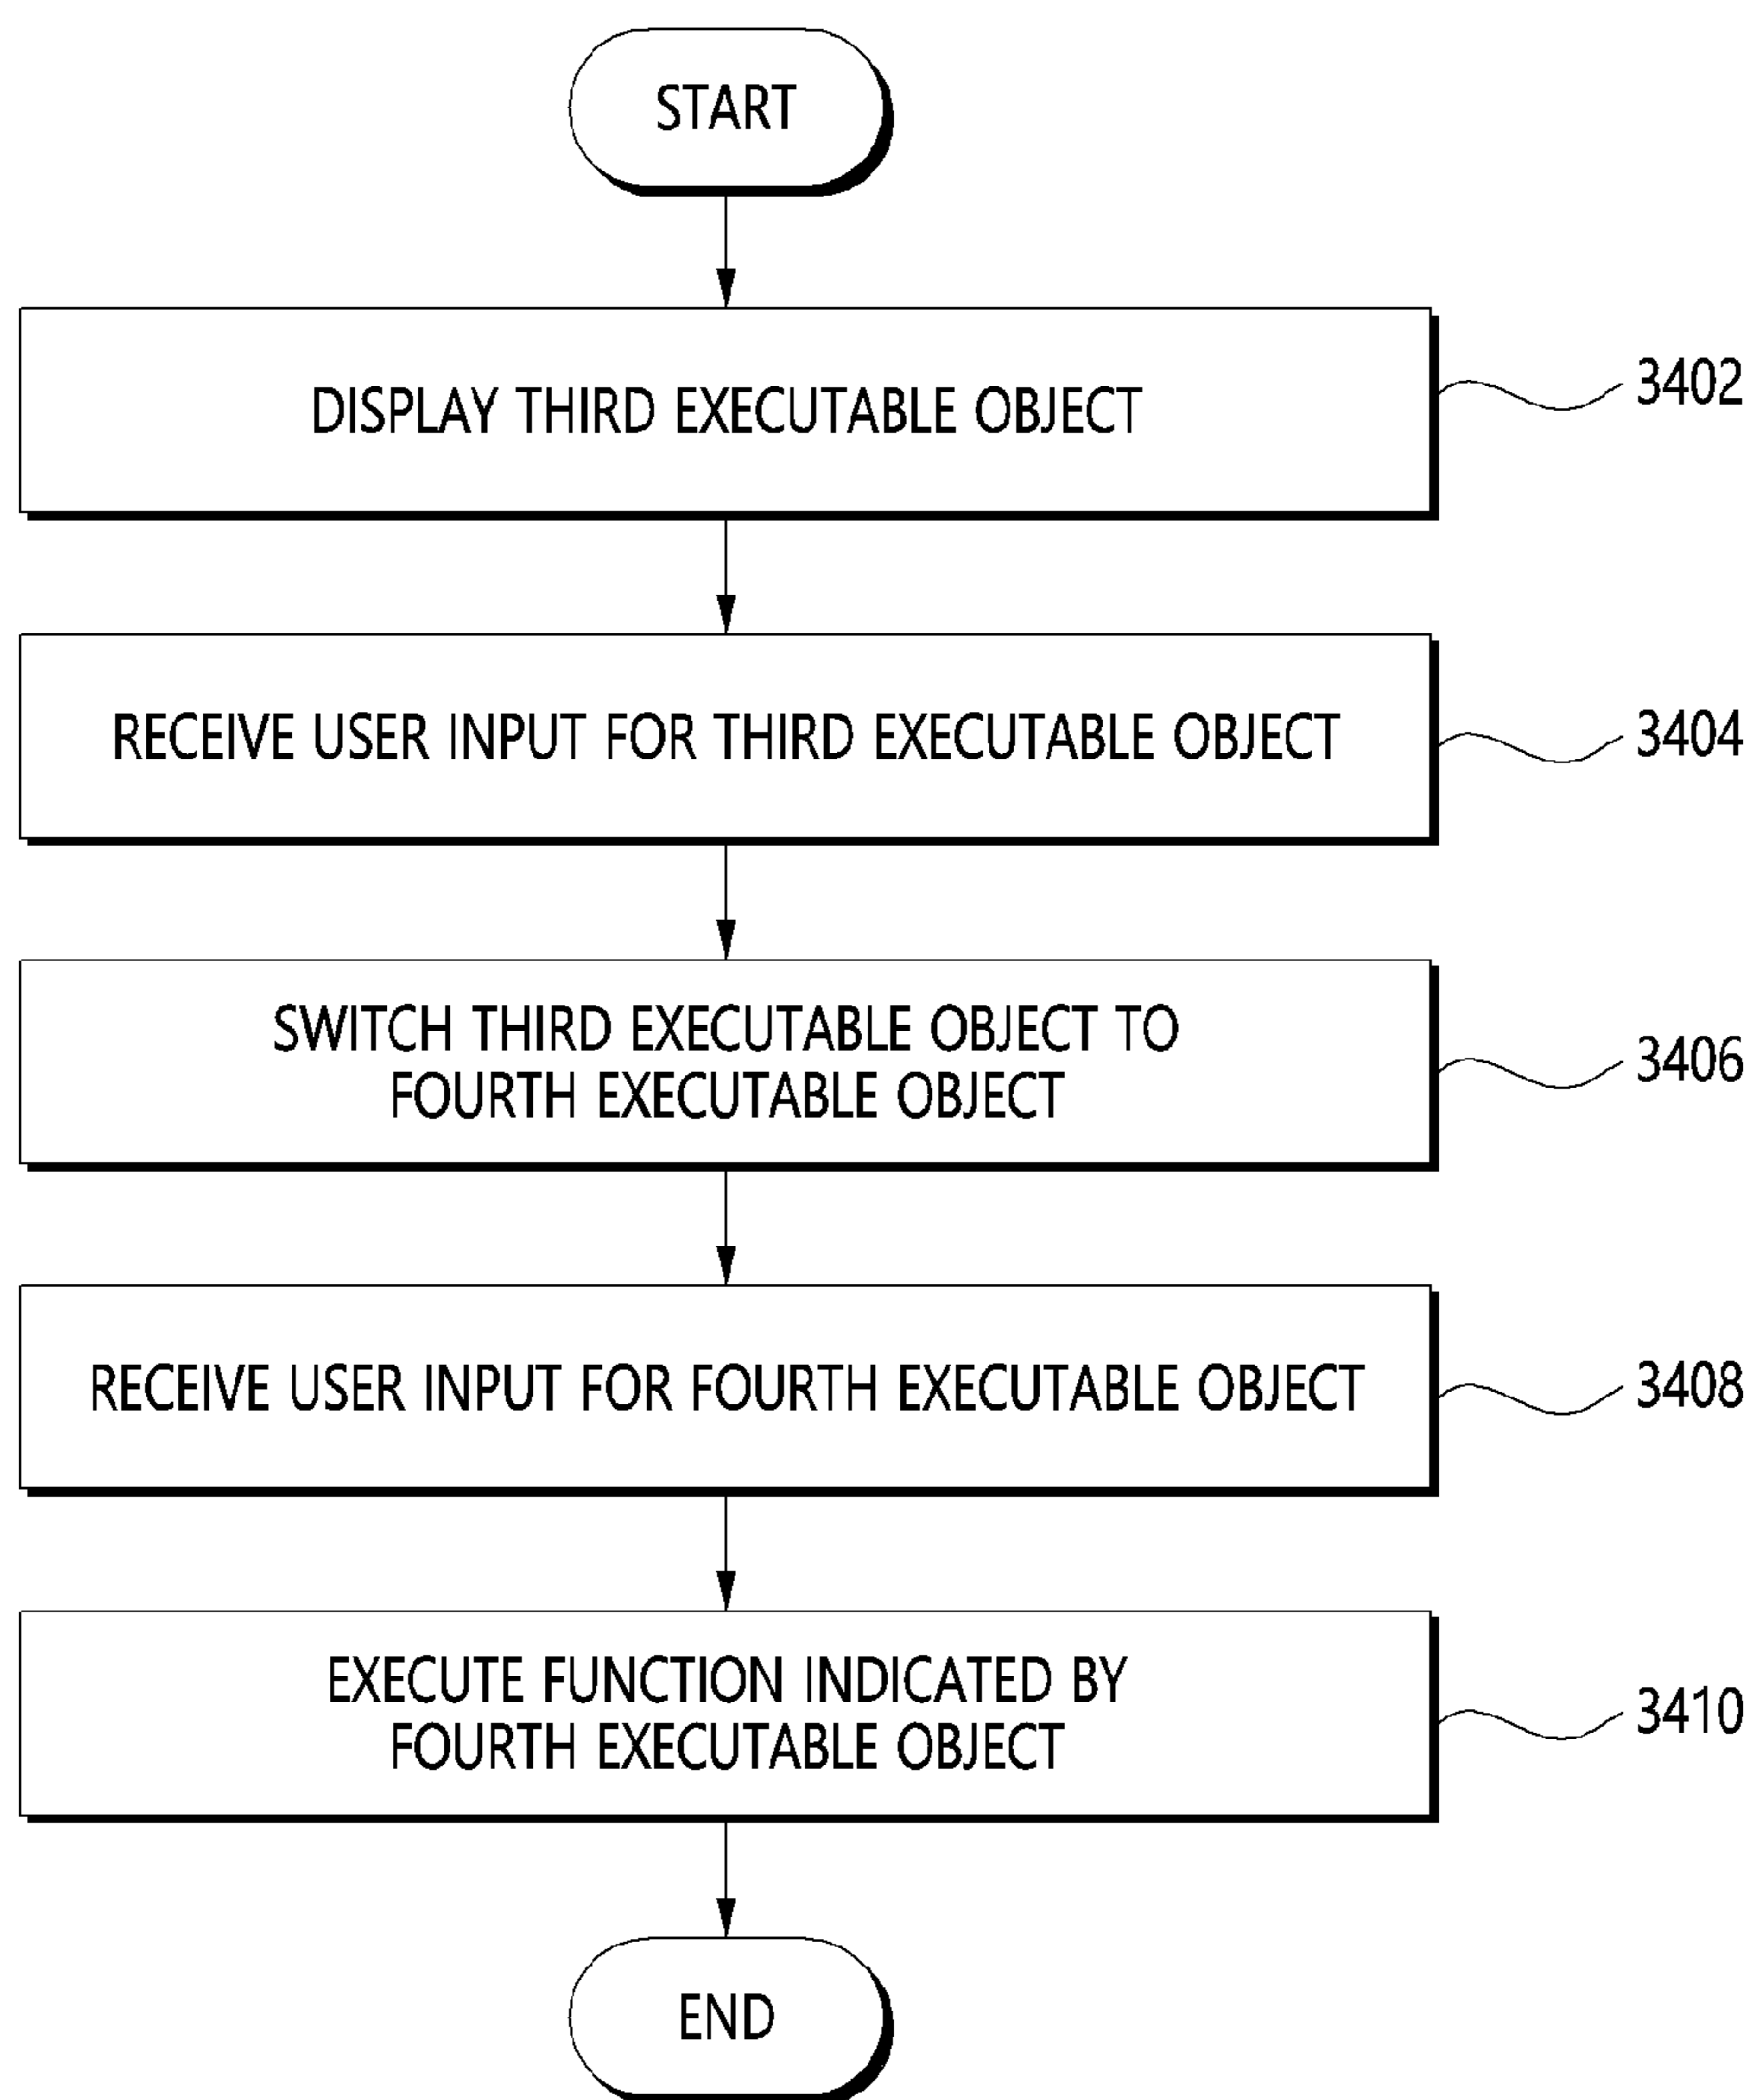 START
DISPLAY THIRD EXECUTABLE OBJECT
3402
RECEIVE USER INPUT FOR THIRD EXECUTABLE OBJECT
3404
SWITCH THIRD EXECUTABLE OBJECT TO
FOURTH EXECUTABLE OBJECT
3406
RECEIVE USER INPUT FOR FOURTH EXECUTABLE OBJECT
3408
EXECUTE FUNCTION INDICATED BY
FOURTH EXECUTABLE OBJECT
3410
END